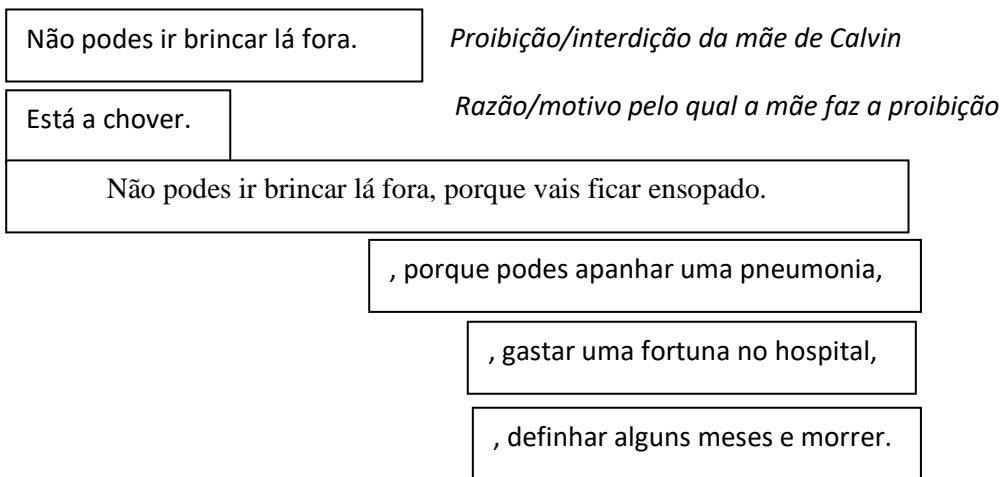 Não podes ir brincar lá fora. Proibição/interdição da mãe de Calvin
Está a chover. Razão/motivo pelo qual a mãe faz a proibição
Não podes ir brincar lá fora, porque vais ficar ensopado.
, porque podes apanhar uma pneumonia,
, gastar uma fortuna no hospital,
, definhar alguns meses e morrer.